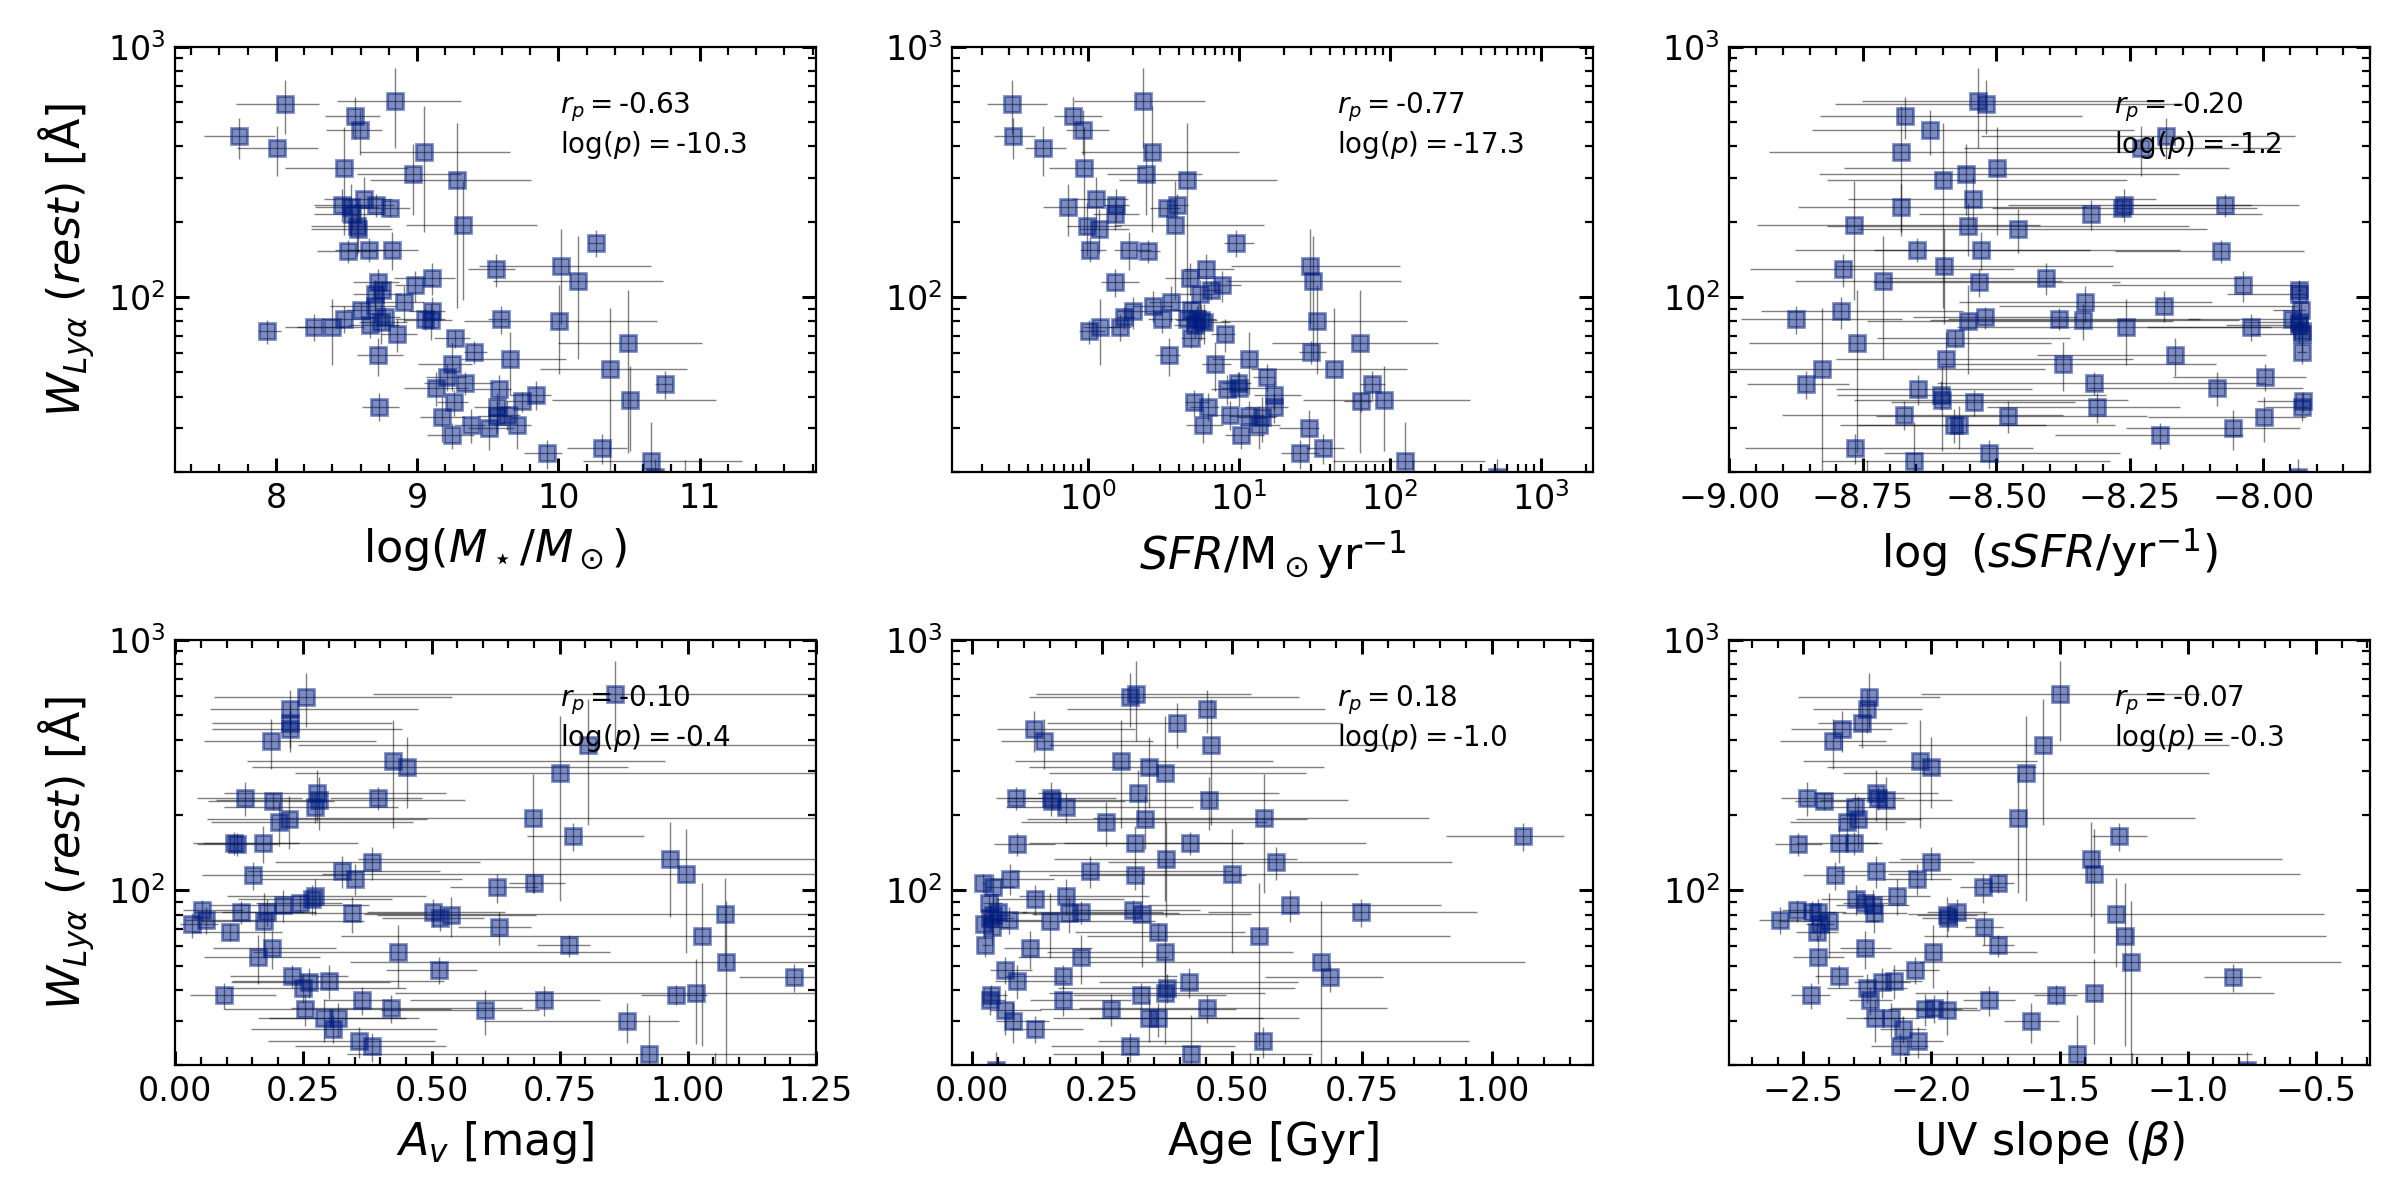 10³
10²
W_{Lyα} (rest) [Å]
r_p = -0.63
log(p) = -10.3
8 9 10 11
log(M⋆/M⊙)
10³
10²
r_p = -0.77
log(p) = -17.3
10⁰ 10¹ 10² 10³
SFR/M⊙yr⁻¹
10³
10²
r_p = -0.20
log(p) = -1.2
−9.00 −8.75 −8.50 −8.25 −8.00
log (sSFR/yr⁻¹)
10³
10²
W_{Lyα} (rest) [Å]
r_p = -0.10
log(p) = -0.4
0.00 0.25 0.50 0.75 1.00 1.25
A_v [mag]
10³
10²
r_p = 0.18
log(p) = -1.0
0.00 0.25 0.50 0.75 1.00
Age [Gyr]
10³
10²
r_p = -0.07
log(p) = -0.3
−2.5 −2.0 −1.5 −1.0 −0.5
UV slope (β)